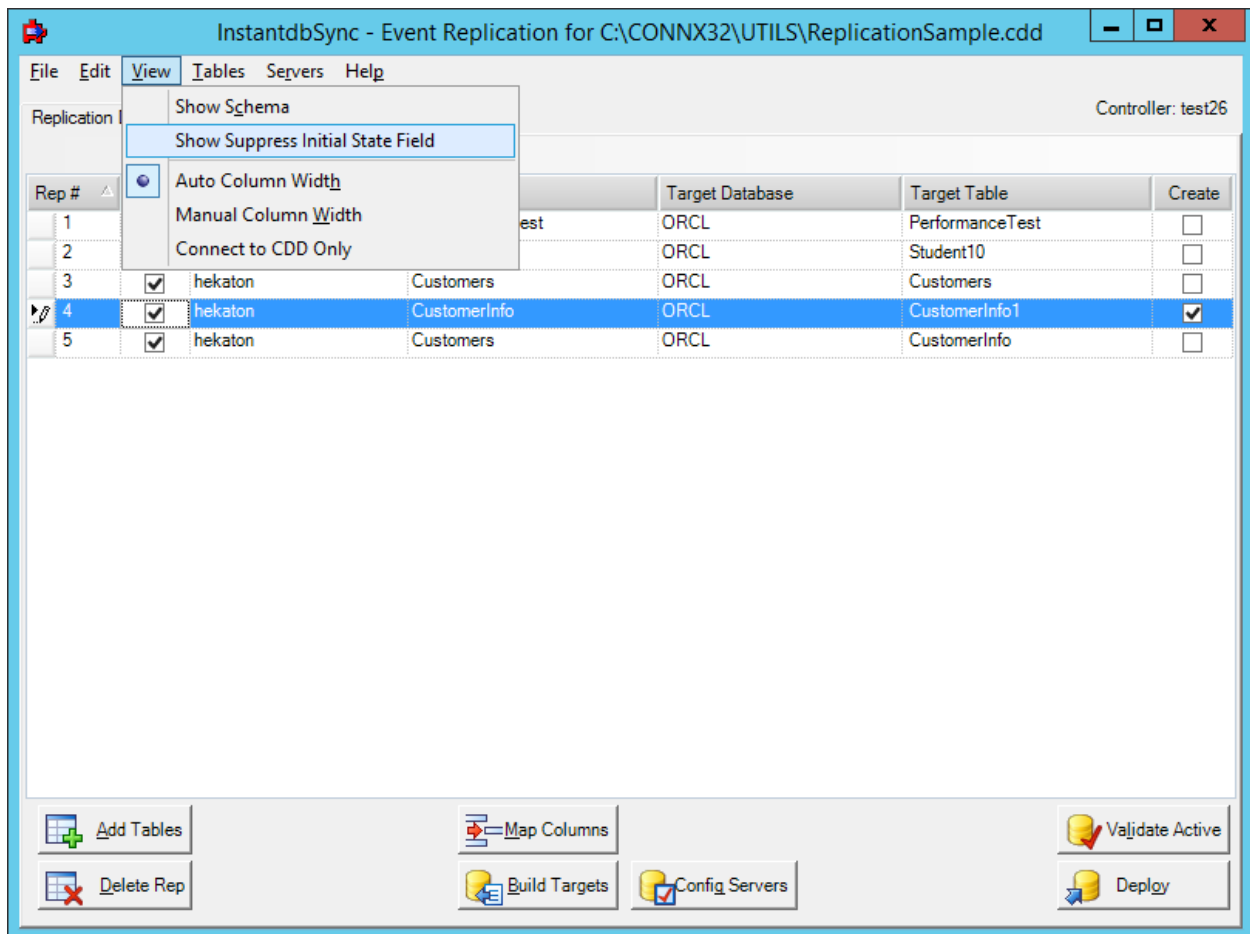 InstantdbSync - Event Replication for C:\CONNX32\UTILS\ReplicationSample.cdd
File Edit View Tables Servers Help
Replication
Controller: test26
Show Schema
Show Suppress Initial State Field
Auto Column Width
Manual Column Width
Connect to CDD Only
Rep # Target Database Target Table Create
1 est ORCL PerformanceTest
2 ORCL Student10
3 hekaton Customers ORCL Customers
4 hekaton CustomerInfo ORCL CustomerInfo1
5 hekaton Customers ORCL CustomerInfo
Add Tables Map Columns Validate Active
Delete Rep Build Targets Config Servers Deploy